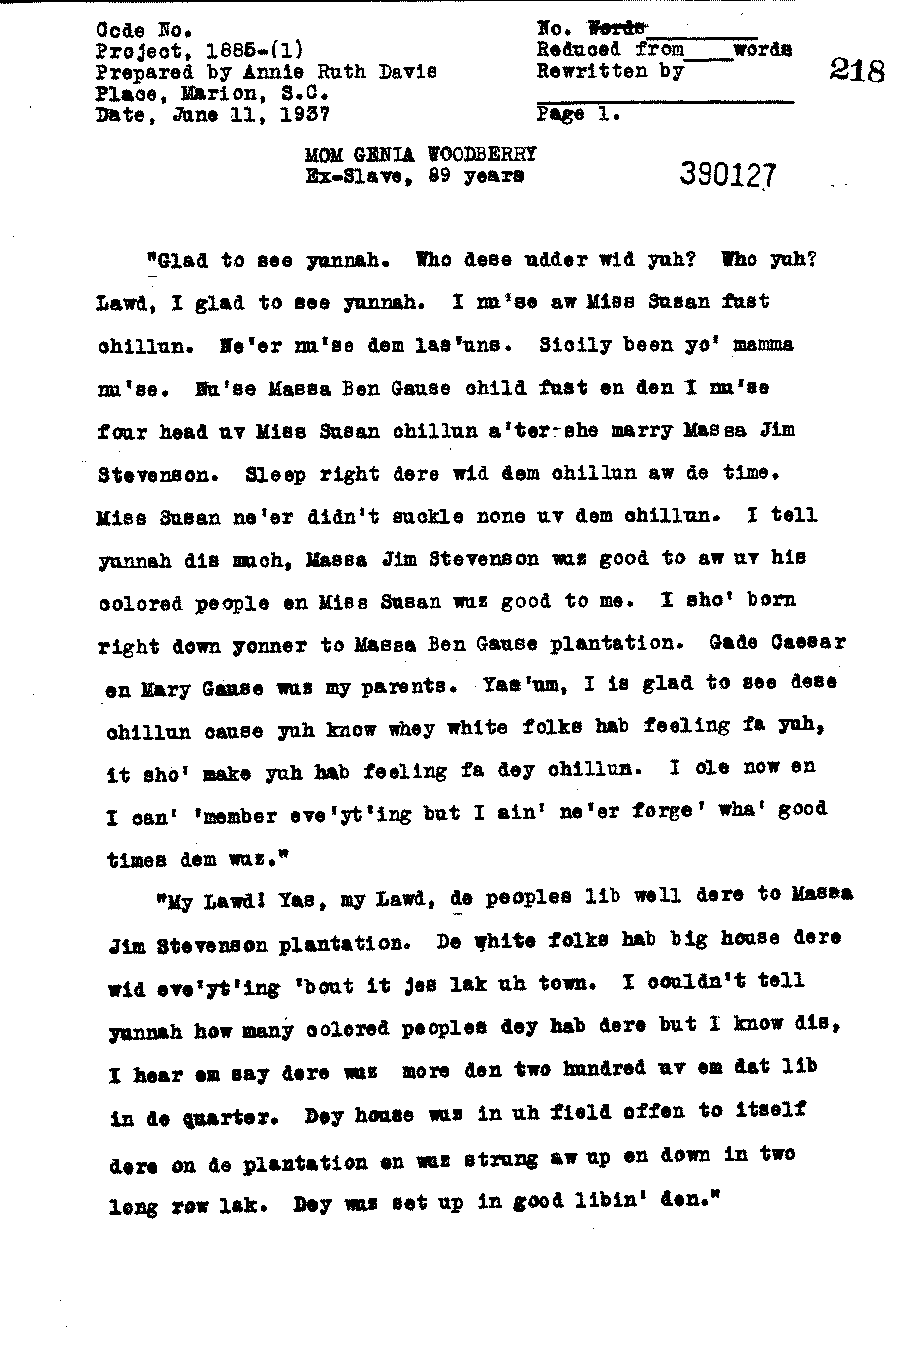 Code No.
Project, 1885-(1)
Prepared by Annie Ruth Davis
Place, Marion, S.C.
Date, June 11, 1937
No. Words
Reduced from ____words
Rewritten by
Page 1.
218
MOM GENIA WOODBERRY
Ex-Slave, 89 years
390127
"Glad to see yunnah. Who dese udder wid yuh? Who yuh?
Lawd, I glad to see yunnah. I nu'se aw Miss Susan fust
chillun. Ne'er nu'se dem las'uns. Sicily been yo' mamma
nu'se. Nu'se Massa Ben Gause child fust en den I nu'se
four head uv Miss Susan chillun a'ter she marry Massa Jim
Stevenson. Sleep right dere wid dem chillun aw de time.
Miss Susan ne'er didn't suckle none uv dem chillun. I tell
yunnah dis much, Massa Jim Stevenson wuz good to aw uv his
colored people en Miss Susan wuz good to me. I sho' born
right down yonner to Massa Ben Gause plantation. Gade Caesar
en Mary Gause wus my parents. Yas'um, I is glad to see dese
chillun cause yuh know whey white folks hab feeling fa yuh,
it sho' make yuh hab feeling fa dey chillun. I ole now en
I can' 'member eve'yt'ing but I ain' ne'er forge' wha' good
times dem wuz."
"My Lawd! Yas, my Lawd, de peoples lib well dere to Massa
Jim Stevenson plantation. De white folks hab big house dere
wid eve'yt'ing 'bout it jes lak uh town. I couldn't tell
yunnah how many colored peoples dey hab dere but I know dis,
I hear em say dere wuz more den two hundred uv em dat lib
in de quarter. Dey house wus in uh field offen to itself
dere on de plantation en wuz strung aw up en down in two
long row lak. Dey wus set up in good libin' den."